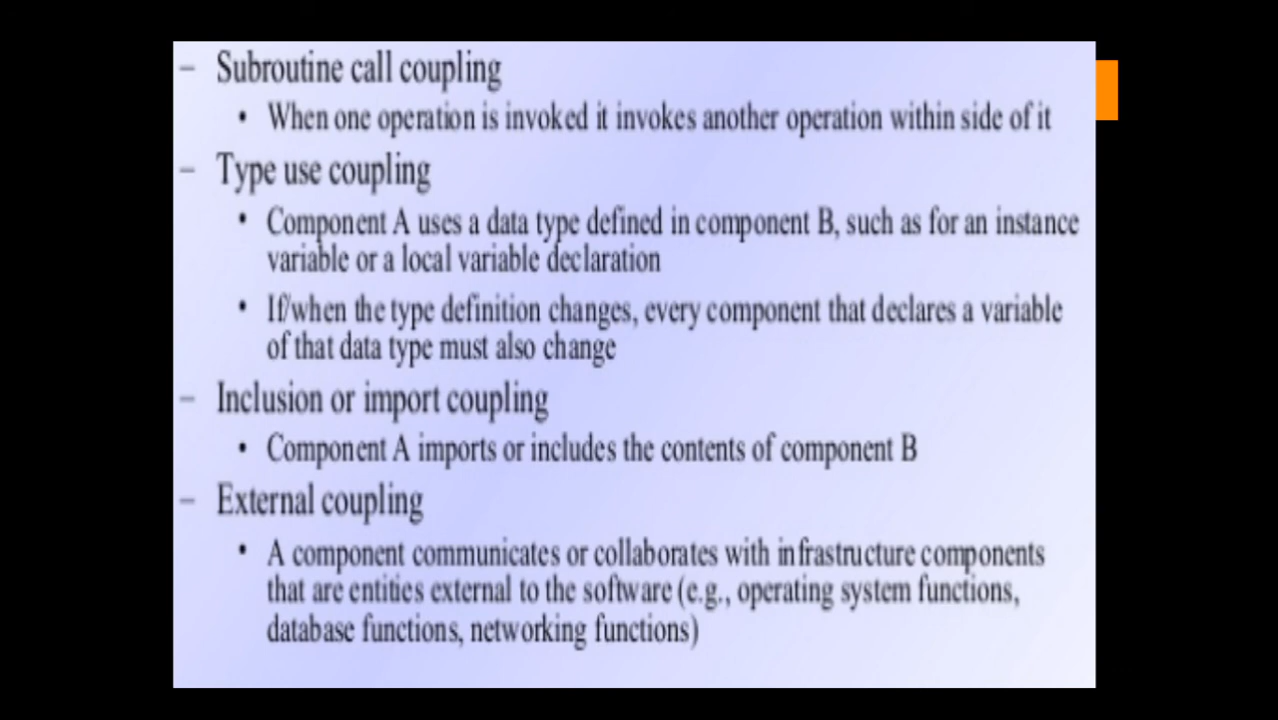 – Subroutine call coupling
• When one operation is invoked it invokes another operation within side of it
– Type use coupling
• Component A uses a data type defined in component B, such as for an instance
variable or a local variable declaration
• If/when the type definition changes, every component that declares a variable
of that data type must also change
– Inclusion or import coupling
• Component A imports or includes the contents of component B
– External coupling
• A component communicates or collaborates with infrastructure components
that are entities external to the software (e.g., operating system functions,
database functions, networking functions)